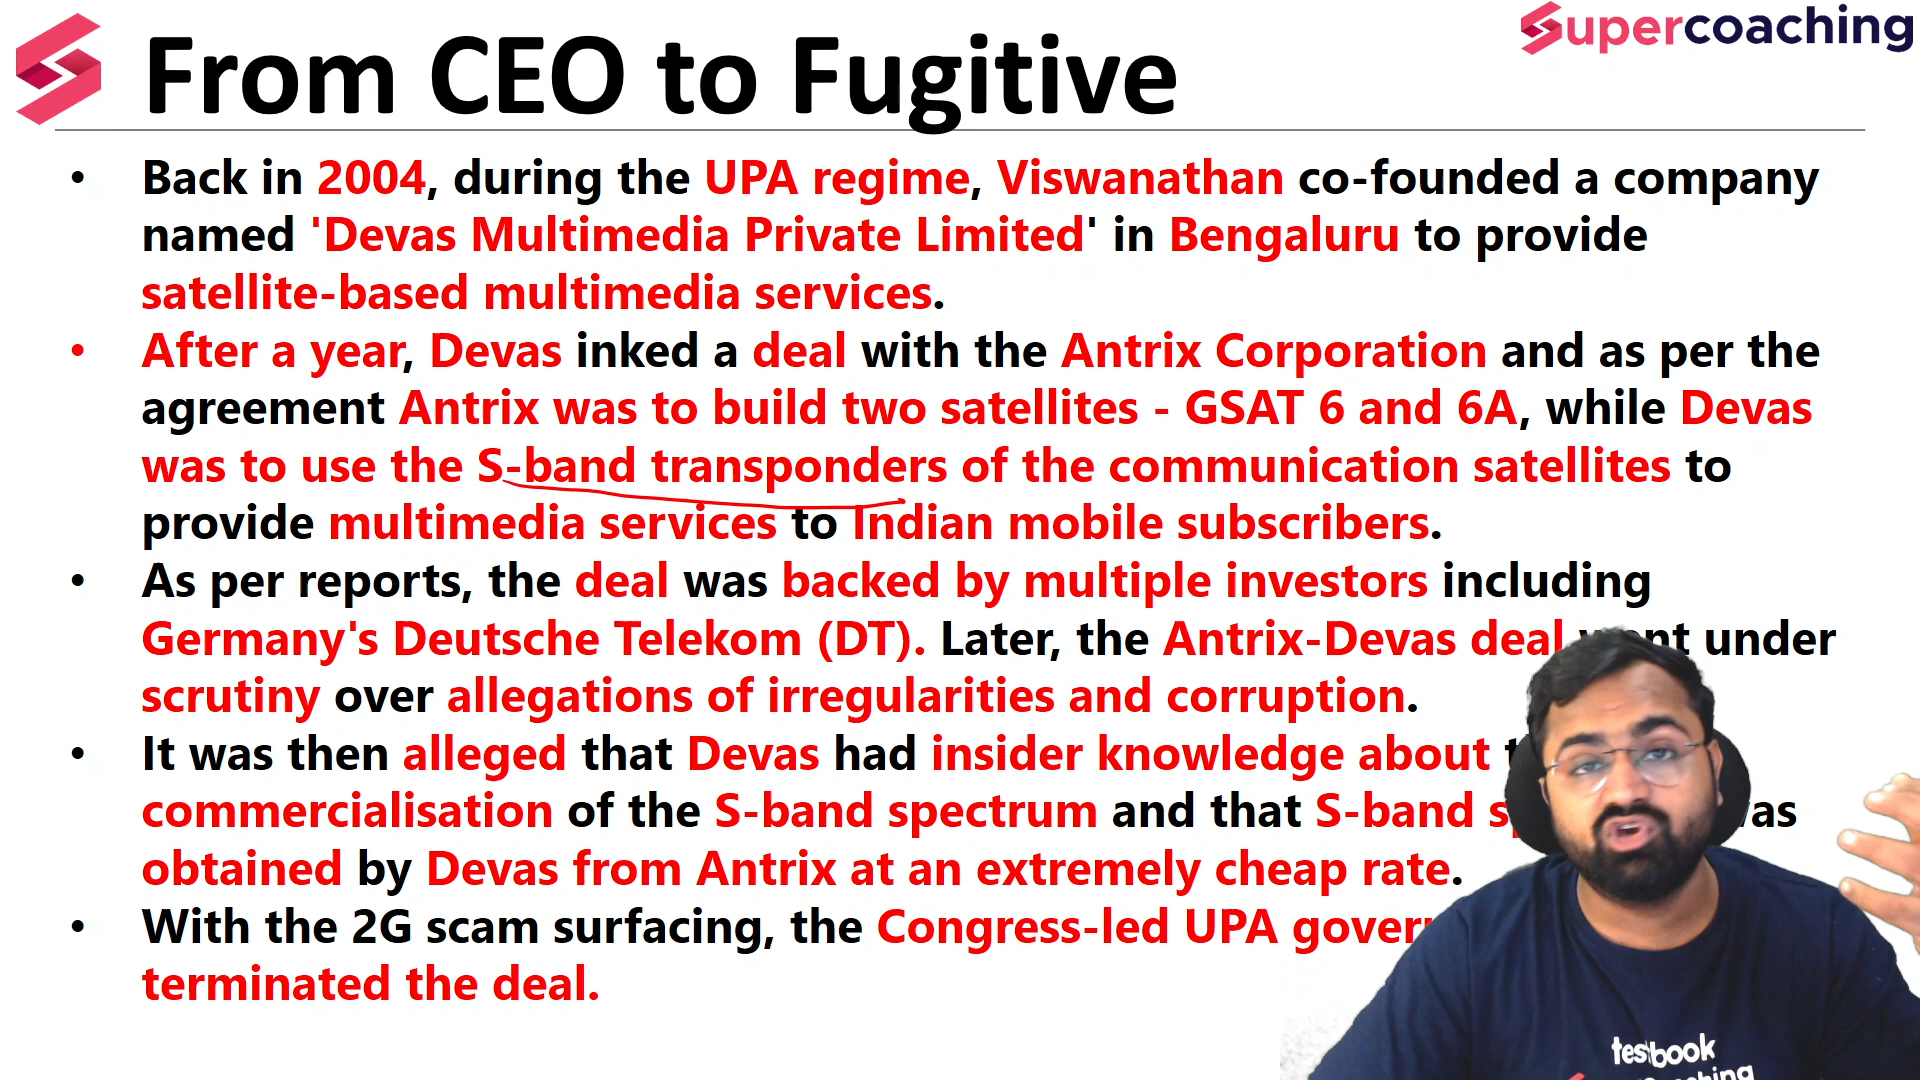 Supercoaching
From CEO to Fugitive
• Back in 2004, during the UPA regime, Viswanathan co-founded a company
named 'Devas Multimedia Private Limited' in Bengaluru to provide
satellite-based multimedia services.
• After a year, Devas inked a deal with the Antrix Corporation and as per the
agreement Antrix was to build two satellites - GSAT 6 and 6A, while Devas
was to use the S-band transponders of the communication satellites to
provide multimedia services to Indian mobile subscribers.
• As per reports, the deal was backed by multiple investors including
Germany's Deutsche Telekom (DT). Later, the Antrix-Devas deal went under
scrutiny over allegations of irregularities and corruption.
• It was then alleged that Devas had insider knowledge about
commercialisation of the S-band spectrum and that S-band
obtained by Devas from Antrix at an extremely cheap rate.
• With the 2G scam surfacing, the Congress-led UPA
terminated the deal.
testbook